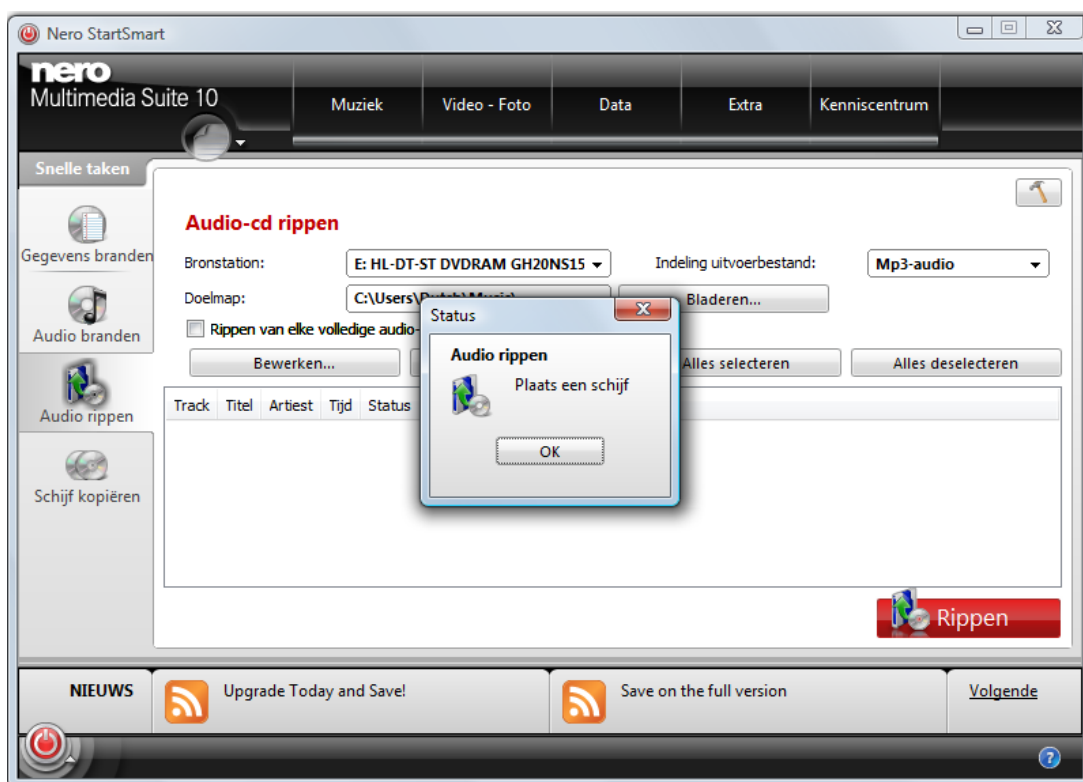 Nero StartSmart
nero
Multimedia Suite 10
Muziek
Video - Foto
Data
Extra
Kenniscentrum
Snelle taken
Gegevens branden
Audio branden
Audio rippen
Schijf kopiëren
Audio-cd rippen
Bronstation:
E: HL-DT-ST DVDRAM GH20NS15
Indeling uitvoerbestand:
Mp3-audio
Doelmap:
C:\Users\
Bladeren...
Rippen van elke volledige audio-
Bewerken...
Alles selecteren
Alles deselecteren
Track Titel Artiest Tijd Status
Status
Audio rippen
Plaats een schijf
OK
Rippen
NIEUWS
Upgrade Today and Save!
Save on the full version
Volgende